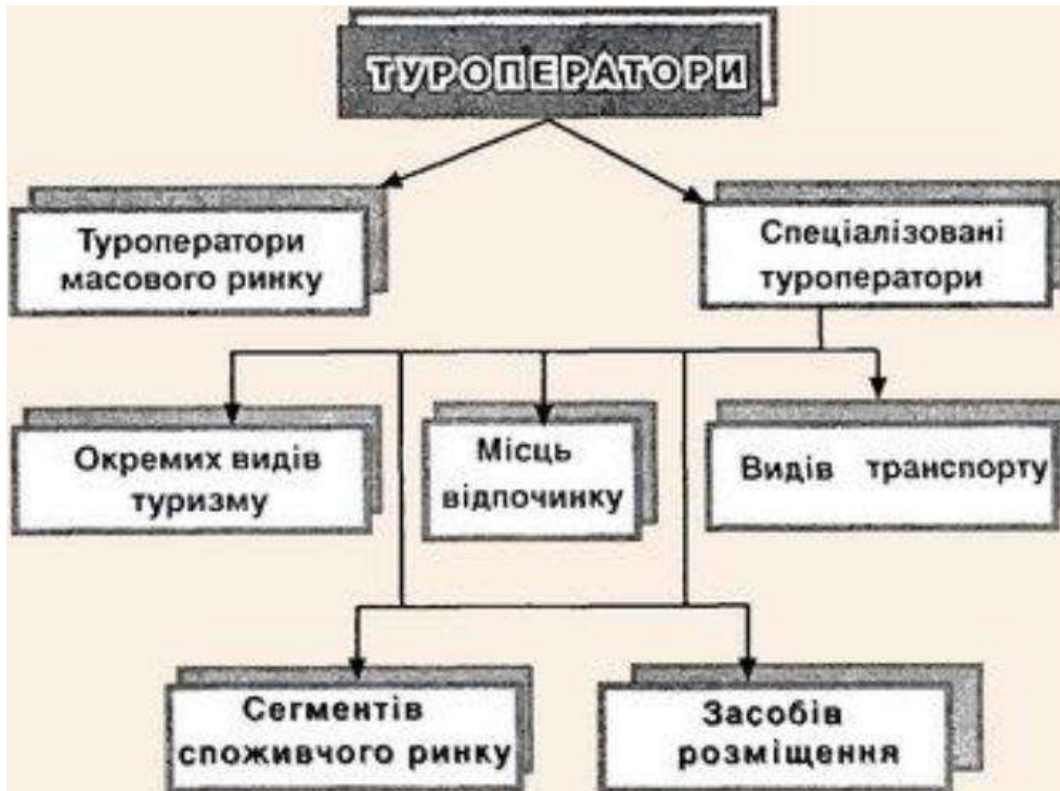 ТУРОПЕРАТОРИ
Туроператори
масового ринку
Спеціалізовані
туроператори
Окремих видів
туризму
Місць
відпочинку
Видів транспорту
Сегментів
споживчого ринку
Засобів
розміщення